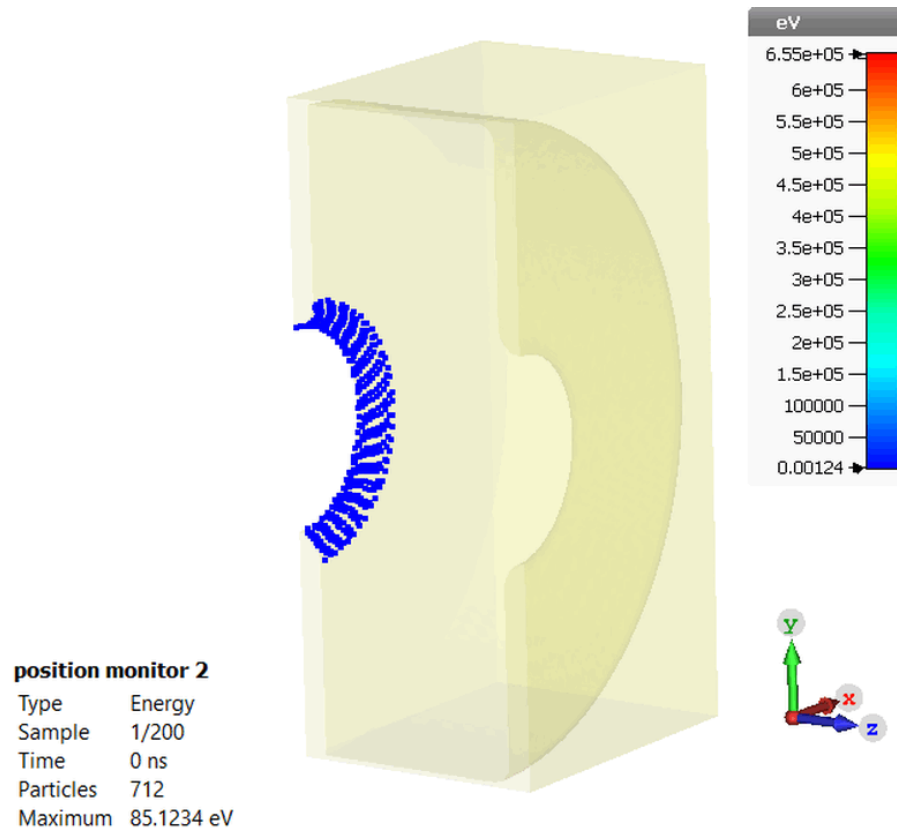 eV
6.55e+05
6e+05
5.5e+05
5e+05
4.5e+05
4e+05
3.5e+05
3e+05
2.5e+05
2e+05
1.5e+05
100000
50000
0.00124
y
x
z
position monitor 2
Type Energy
Sample 1/200
Time 0 ns
Particles 712
Maximum 85.1234 eV